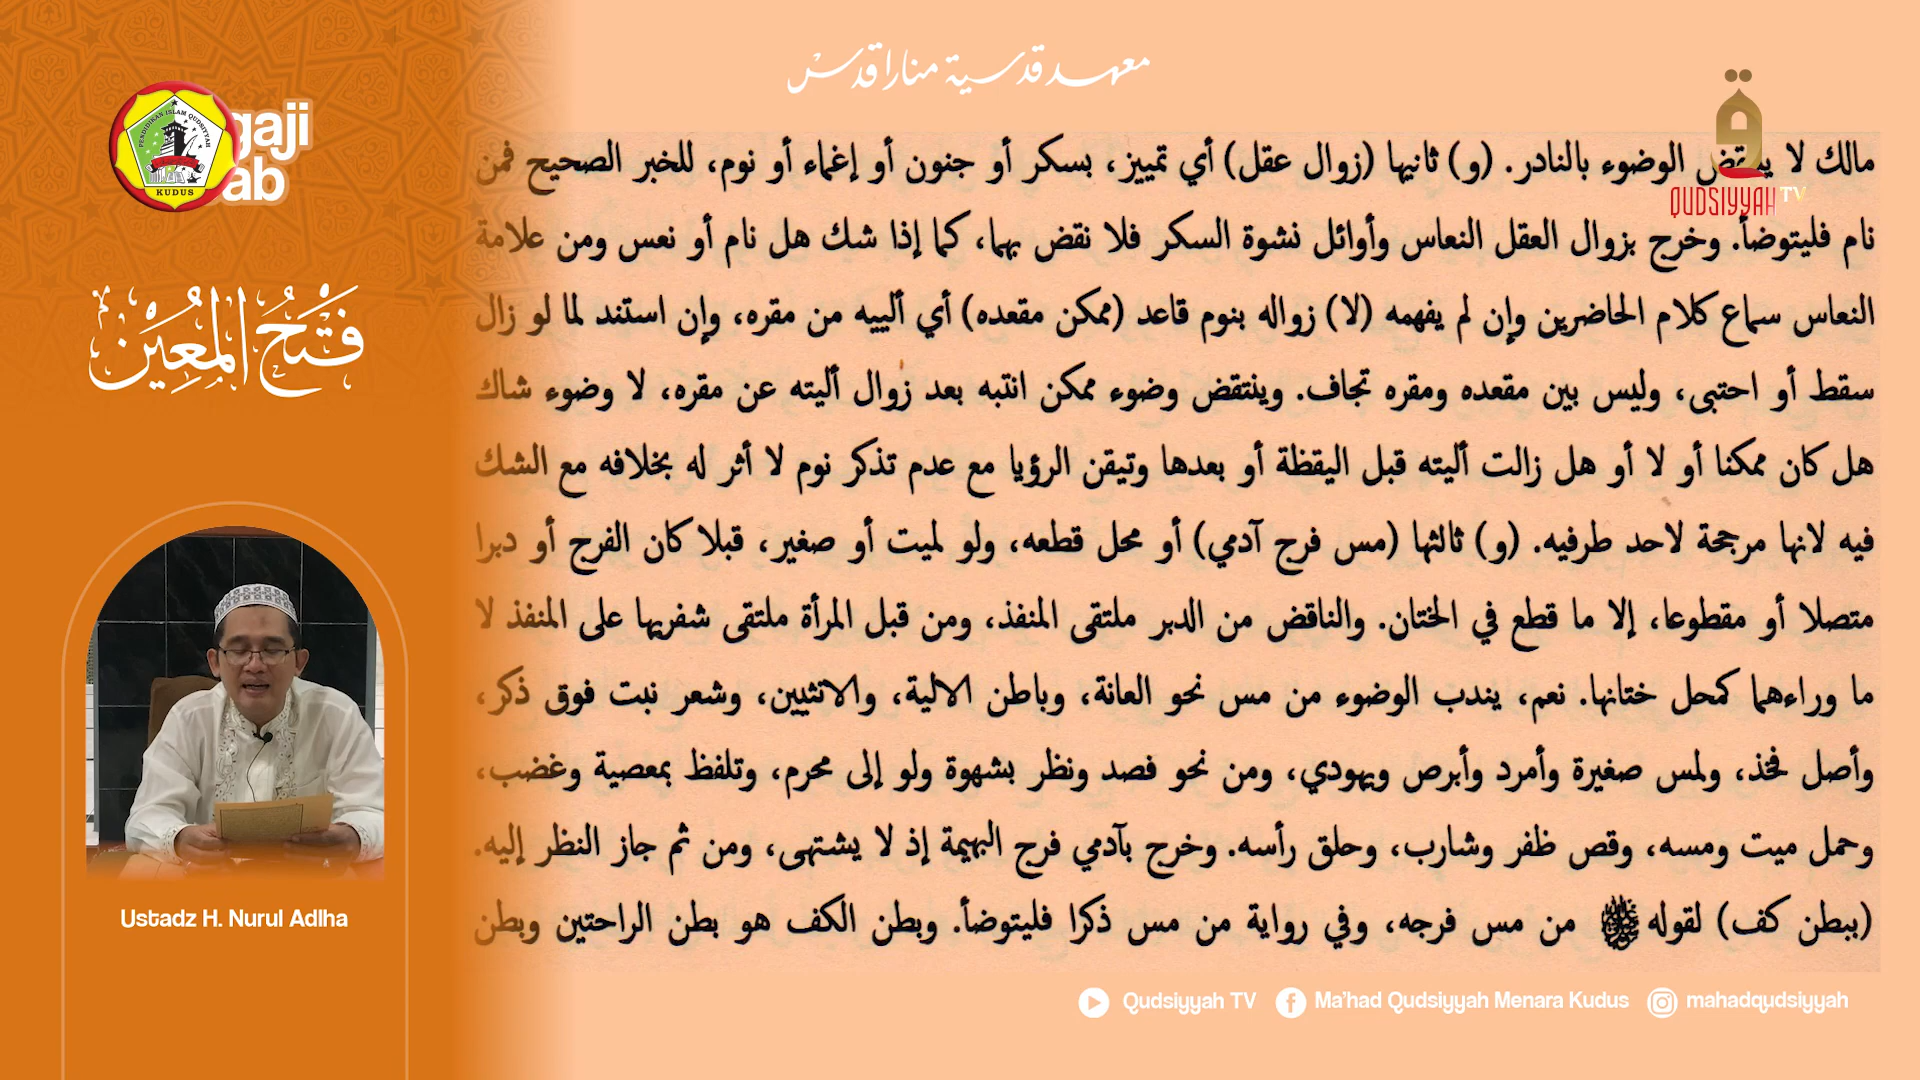 معهد قدسية منارا قدس
gaji
ab
PENDIDIKAN ISLAM QUDSIYYAH
KUDUS
QUDSIYYAH TV
فَتْحُ المُعِيْن
مالك لا ينقض الوضوء بالنادر. (و) ثانيها (زوال عقل) أي تمييز، بسكر أو جنون أو إغماء أو نوم، للخبر الصحيح فمن
نام فليتوضأ. وخرج بزوال العقل النعاس وأوائل نشوة السكر فلا نقض بهما، كما إذا شك هل نام أو نعس ومن علامة
النعاس سماع كلام الحاضرين وإن لم يفهمه (لا) زواله بنوم قاعد (ممكن مقعده) أي ألييه من مقره، وإن استند لما لو زال
سقط أو احتبى، وليس بين مقعده ومقره تجاف. وينتقض وضوء ممكن انتبه بعد زوال أليته عن مقره، لا وضوء شاك
هل كان ممكنا أو لا أو هل زالت أليته قبل اليقظة أو بعدها وتيقن الرؤيا مع عدم تذكر نوم لا أثر له بخلافه مع الشك
فيه لانها مرجحة لاحد طرفيه. (و) ثالثها (مس فرج آدمي) أو محل قطعه، ولو لميت أو صغير، قبلا كان الفرج أو دبرا
متصلا أو مقطوعا، إلا ما قطع في الختان. والناقض من الدبر ملتقى المنفذ، ومن قبل المرأة ملتقى شفريها على المنفذ لا
ما وراءهما كمحل ختانها. نعم، يندب الوضوء من مس نحو العانة، وباطن الالية، والانثيين، وشعر نبت فوق ذكر،
وأصل فخذ، ولمس صغيرة وأمرد وأبرص ويهودي، ومن نحو فصد ونظر بشهوة ولو إلى محرم، وتلفظ بمعصية وغضب،
وحمل ميت ومسه، وقص ظفر وشارب، وحلق رأسه. وخرج بآدمي فرج البهيمة إذ لا يشتهى، ومن ثم جاز النظر إليه.
(ببطن كف) لقوله ﷺ من مس فرجه، وفي رواية من مس ذكرا فليتوضأ. وبطن الكف هو بطن الراحتين وبطن
Ustadz H. Nurul Adlha
Qudsiyyah TV Ma'had Qudsiyyah Menara Kudus mahadqudsiyyah